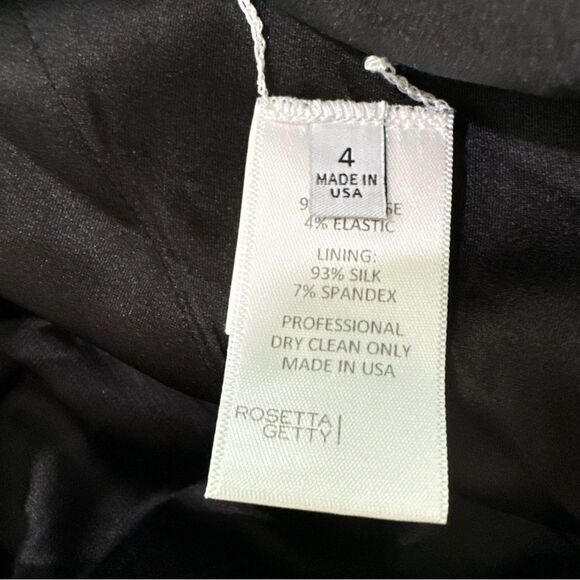 4
MADE IN
USA
4% ELASTIC
LINING:
93% SILK
7% SPANDEX
PROFESSIONAL
DRY CLEAN ONLY
MADE IN USA
ROSETTA
GETTY